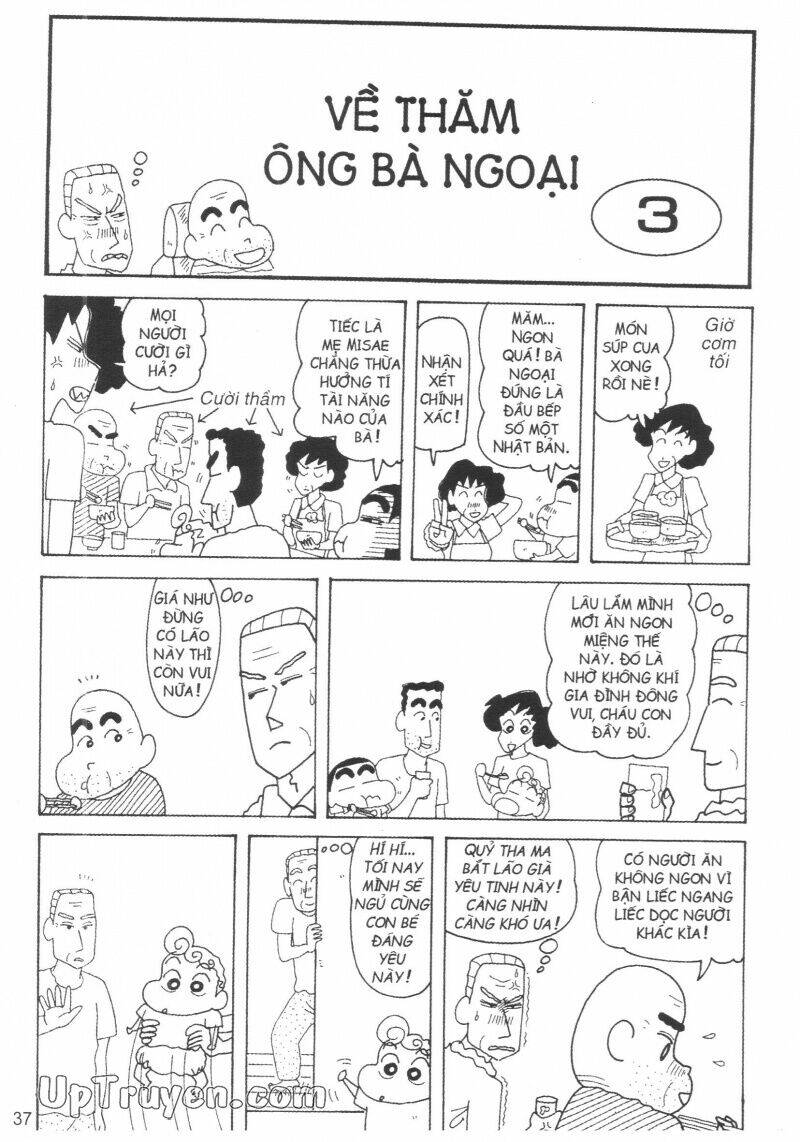 VỀ THĂM
ÔNG BÀ NGOẠI
3
Giờ
cơm
tối
MÓN
SÚP CUA
XONG
RỒI NÈ!
MĂM...
NGON
QUÁ! BÀ
NGOẠI
ĐÚNG LÀ
ĐẦU BẾP
SỐ MỘT
NHẬT BẢN.
NHẬN
XÉT
CHÍNH
XÁC!
TIẾC LÀ
MẸ MISAE
CHẲNG THỪA
HƯỞNG TÍ
TÀI NĂNG
NÀO CỦA
BÀ!
Cười thầm
MỌI
NGƯỜI
CƯỜI GÌ
HẢ?
LÂU LẮM MÌNH
MỚI ĂN NGON
MIỆNG THẾ
NÀY. ĐÓ LÀ
NHỜ KHÔNG KHÍ
GIA ĐÌNH ĐÔNG
VUI, CHÁU CON
ĐẦY ĐỦ.
GIÁ NHƯ
ĐỪNG
CÓ LÃO
NÀY THÌ
CÒN VUI
NỮA!
CÓ NGƯỜI ĂN
KHÔNG NGON VÌ
BẬN LIẾC NGANG
LIẾC DỌC NGƯỜI
KHÁC KÌA!
QUỶ THA MA
BẮT LÃO GIÀ
YÊU TINH NÀY!
CÀNG NHÌN
CÀNG KHÓ ƯA!
HÍ HÍ...
TỐI NAY
MÌNH SẼ
NGỦ CÙNG
CON BÉ
ĐÁNG
YÊU
NÀY!
UpTruyen.com
37